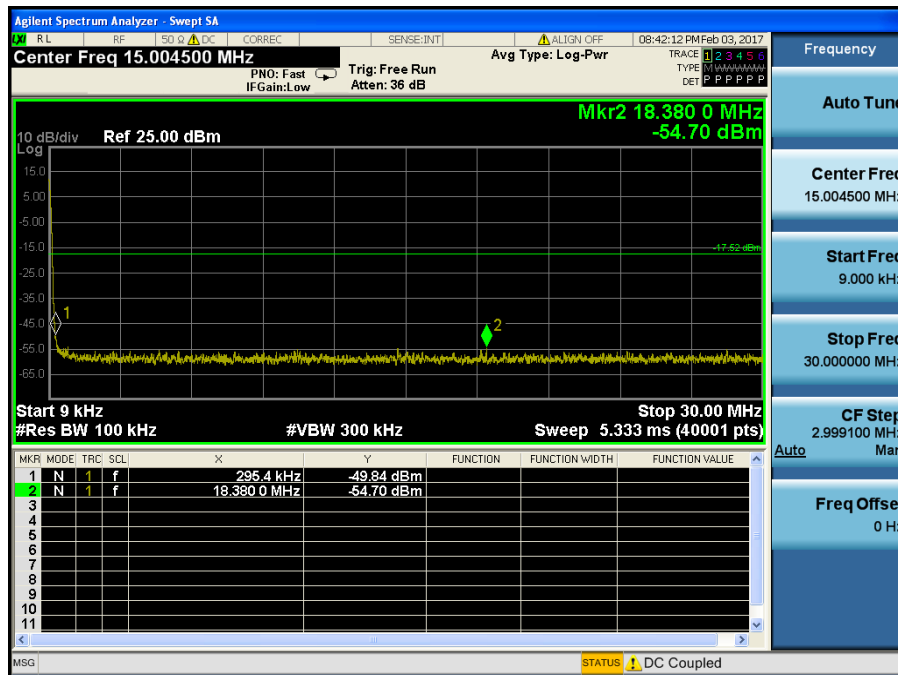 Agilent Spectrum Analyzer - Swept SA
LXI RL RF 50 Ω DC CORREC SENSE:INT ALIGN OFF 08:42:12 PM Feb 03, 2017
Center Freq 15.004500 MHz
PNO: Fast
IFGain:Low
Trig: Free Run
Atten: 36 dB
Avg Type: Log-Pwr
TRACE 1 2 3 4 5 6
TYPE M W W W W W
DET P P P P P P
Mkr2 18.380 0 MHz
-54.70 dBm
10 dB/div Ref 25.00 dBm
Log
15.0
5.00
-5.00
-15.0
-17.52 dBm
-25.0
-35.0
-45.0
-55.0
-65.0
1
2
Start 9 kHz Stop 30.00 MHz
#Res BW 100 kHz #VBW 300 kHz Sweep 5.333 ms (40001 pts)
MKR MODE TRC SCL X Y FUNCTION FUNCTION WIDTH FUNCTION VALUE
1 N 1 f 295.4 kHz -49.84 dBm
2 N 1 f 18.380 0 MHz -54.70 dBm
3
4
5
6
7
8
9
10
11
MSG STATUS DC Coupled
Frequency
Auto Tune
Center Freq
15.004500 MHz
Start Freq
9.000 kHz
Stop Freq
30.000000 MHz
CF Step
2.999100 MHz
Auto Man
Freq Offset
0 Hz